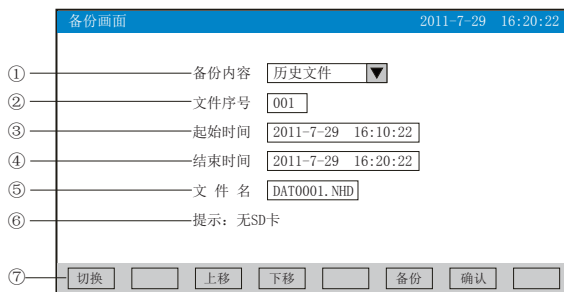 备份画面 2011-7-29 16:20:22
① 备份内容 历史文件
② 文件序号 001
③ 起始时间 2011-7-29 16:10:22
④ 结束时间 2011-7-29 16:20:22
⑤ 文 件 名 DAT0001.NHD
⑥ 提示：无SD卡
⑦ 切换 上移 下移 备份 确认